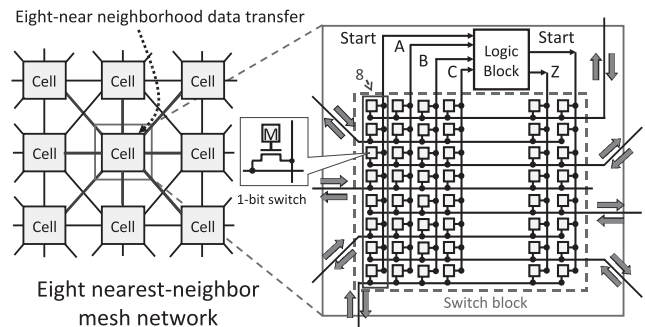 Eight-near neighborhood data transfer
Cell
Cell
Cell
Cell
Cell
Cell
Cell
Cell
Cell
Eight nearest-neighbor
mesh network
M
1-bit switch
Start
A
B
C
8
Logic
Block
Start
Z
Switch block